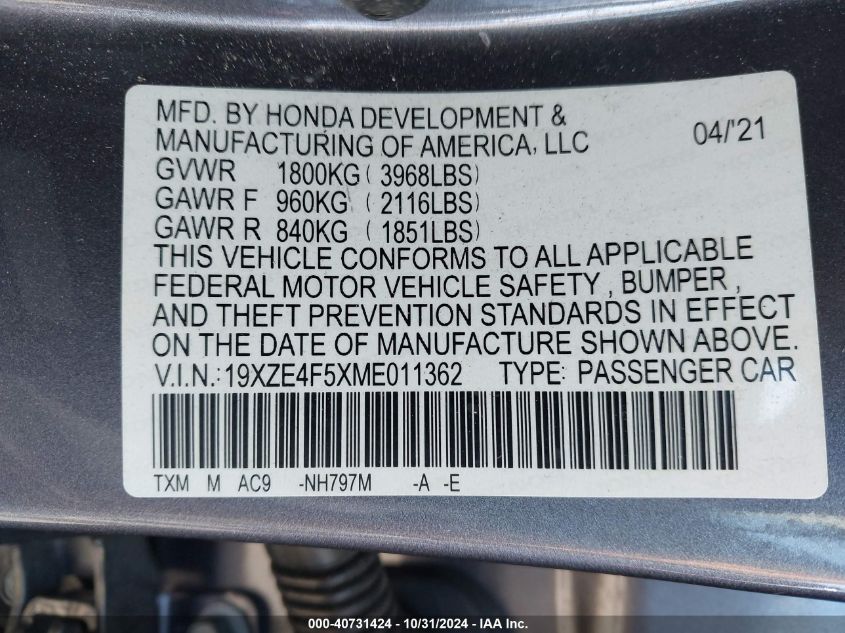 MFD. BY HONDA DEVELOPMENT &
MANUFACTURING OF AMERICA, LLC 04/'21
GVWR 1800KG ( 3968LBS)
GAWR F 960KG ( 2116LBS)
GAWR R 840KG ( 1851LBS)
THIS VEHICLE CONFORMS TO ALL APPLICABLE
FEDERAL MOTOR VEHICLE SAFETY , BUMPER ,
AND THEFT PREVENTION STANDARDS IN EFFECT
ON THE DATE OF MANUFACTURE SHOWN ABOVE.
V.I.N.:19XZE4F5XME011362 TYPE: PASSENGER CAR
TXM M AC9 -NH797M -A -E
000-40731424 - 10/31/2024 - IAA Inc.